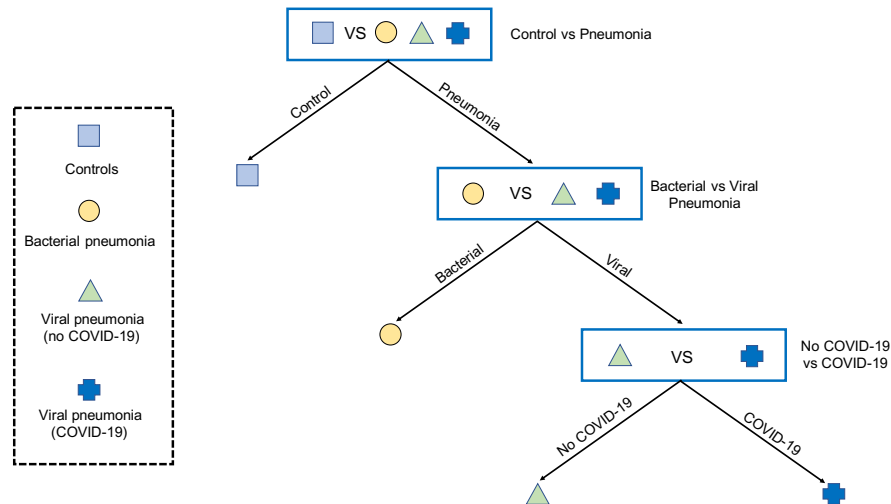 VS
Control vs Pneumonia
Control
Pneumonia
Controls
Bacterial pneumonia
Viral pneumonia
(no COVID-19)
Viral pneumonia
(COVID-19)
VS
Bacterial vs Viral
Pneumonia
Bacterial
Viral
VS
No COVID-19
vs COVID-19
No COVID-19
COVID-19